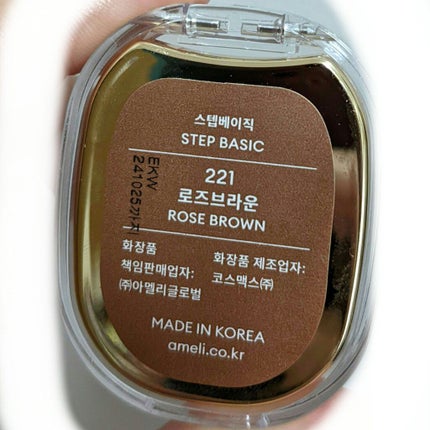 스텝베이직
STEP BASIC
221
로즈브라운
ROSE BROWN
EKW
241025까지
화장품
책임판매업자:
㈜아멜리글로벌
화장품 제조업자:
코스맥스㈜
MADE IN KOREA
ameli.co.kr